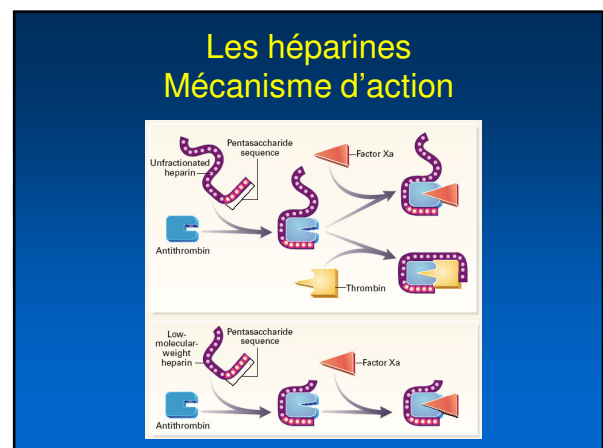 Les héparines
Mécanisme d'action
Pentasaccharide
sequence
Unfractionated
heparin
Factor Xa
Antithrombin
Thrombin
Low-
molecular-
weight
heparin
Pentasaccharide
sequence
Factor Xa
Antithrombin